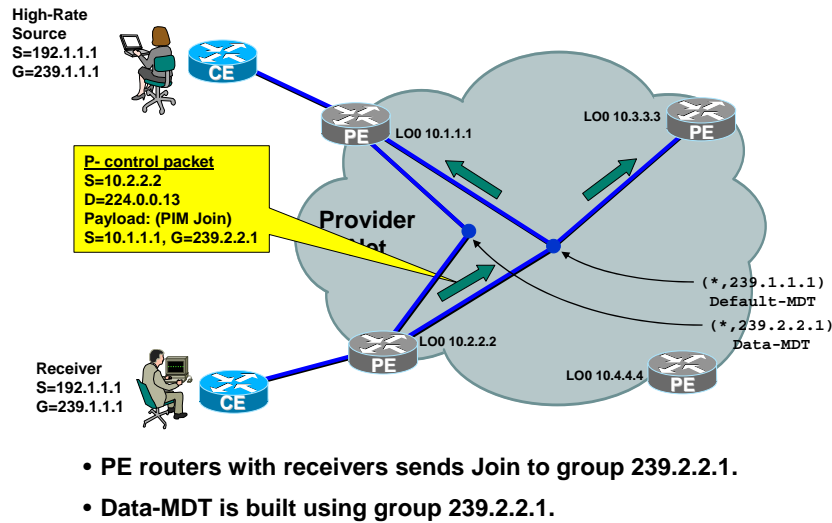 High-Rate
Source
S=192.1.1.1
G=239.1.1.1
CE
PE
LO0 10.1.1.1
LO0 10.3.3.3
PE
P- control packet
S=10.2.2.2
D=224.0.0.13
Payload: (PIM Join)
S=10.1.1.1, G=239.2.2.1
Provider
Net
(*,239.1.1.1)
Default-MDT
(*,239.2.2.1)
Data-MDT
LO0 10.2.2.2
PE
Receiver
S=192.1.1.1
G=239.1.1.1
CE
LO0 10.4.4.4
PE
• PE routers with receivers sends Join to group 239.2.2.1.
• Data-MDT is built using group 239.2.2.1.